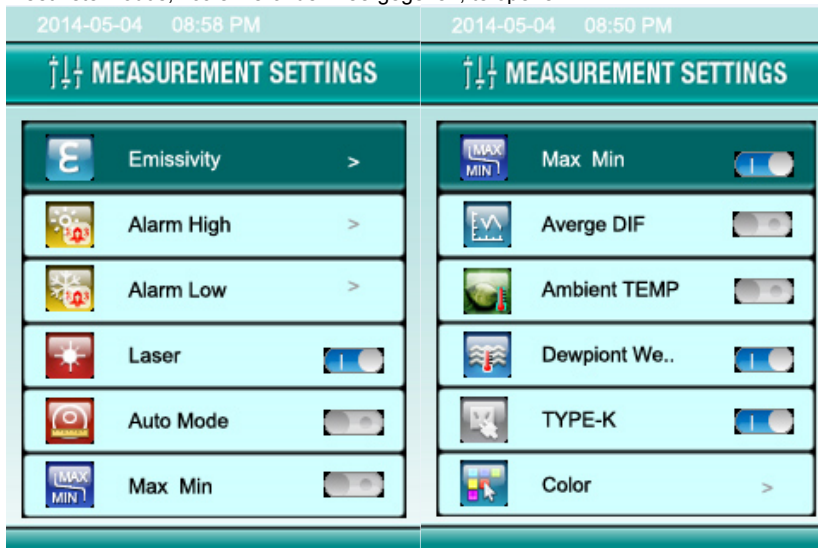 2014-05-04 08:58 PM
MEASUREMENT SETTINGS
ε Emissivity >
Alarm High >
Alarm Low >
Laser
Auto Mode
MAX MIN Max Min
2014-05-04 08:50 PM
MEASUREMENT SETTINGS
MAX MIN Max Min
Averge DIF
Ambient TEMP
Dewpiont We..
TYPE-K
Color >